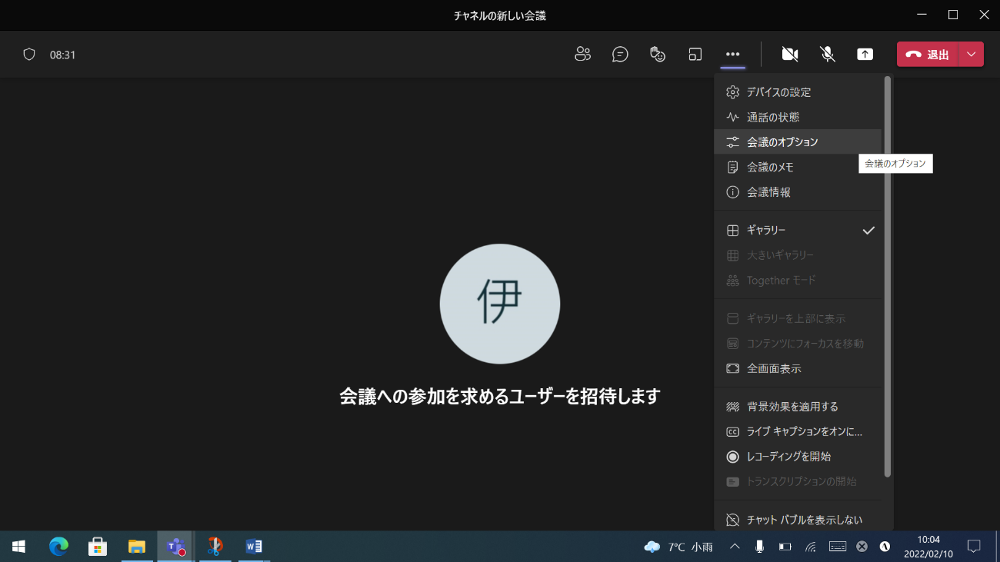 チャネルの新しい会議
08:31
退出
デバイスの設定
通話の状態
会議のオプション
会議のオプション
会議のメモ
会議情報
ギャラリー
大きいギャラリー
Together モード
ギャラリーを上部に表示
コンテンツにフォーカスを移動
全画面表示
背景効果を適用する
CC ライブ キャプションをオンに...
レコーディングを開始
トランスクリプションの開始
チャット バブルを表示しない
伊
会議への参加を求めるユーザーを招待します
7°C 小雨
10:04
2022/02/10